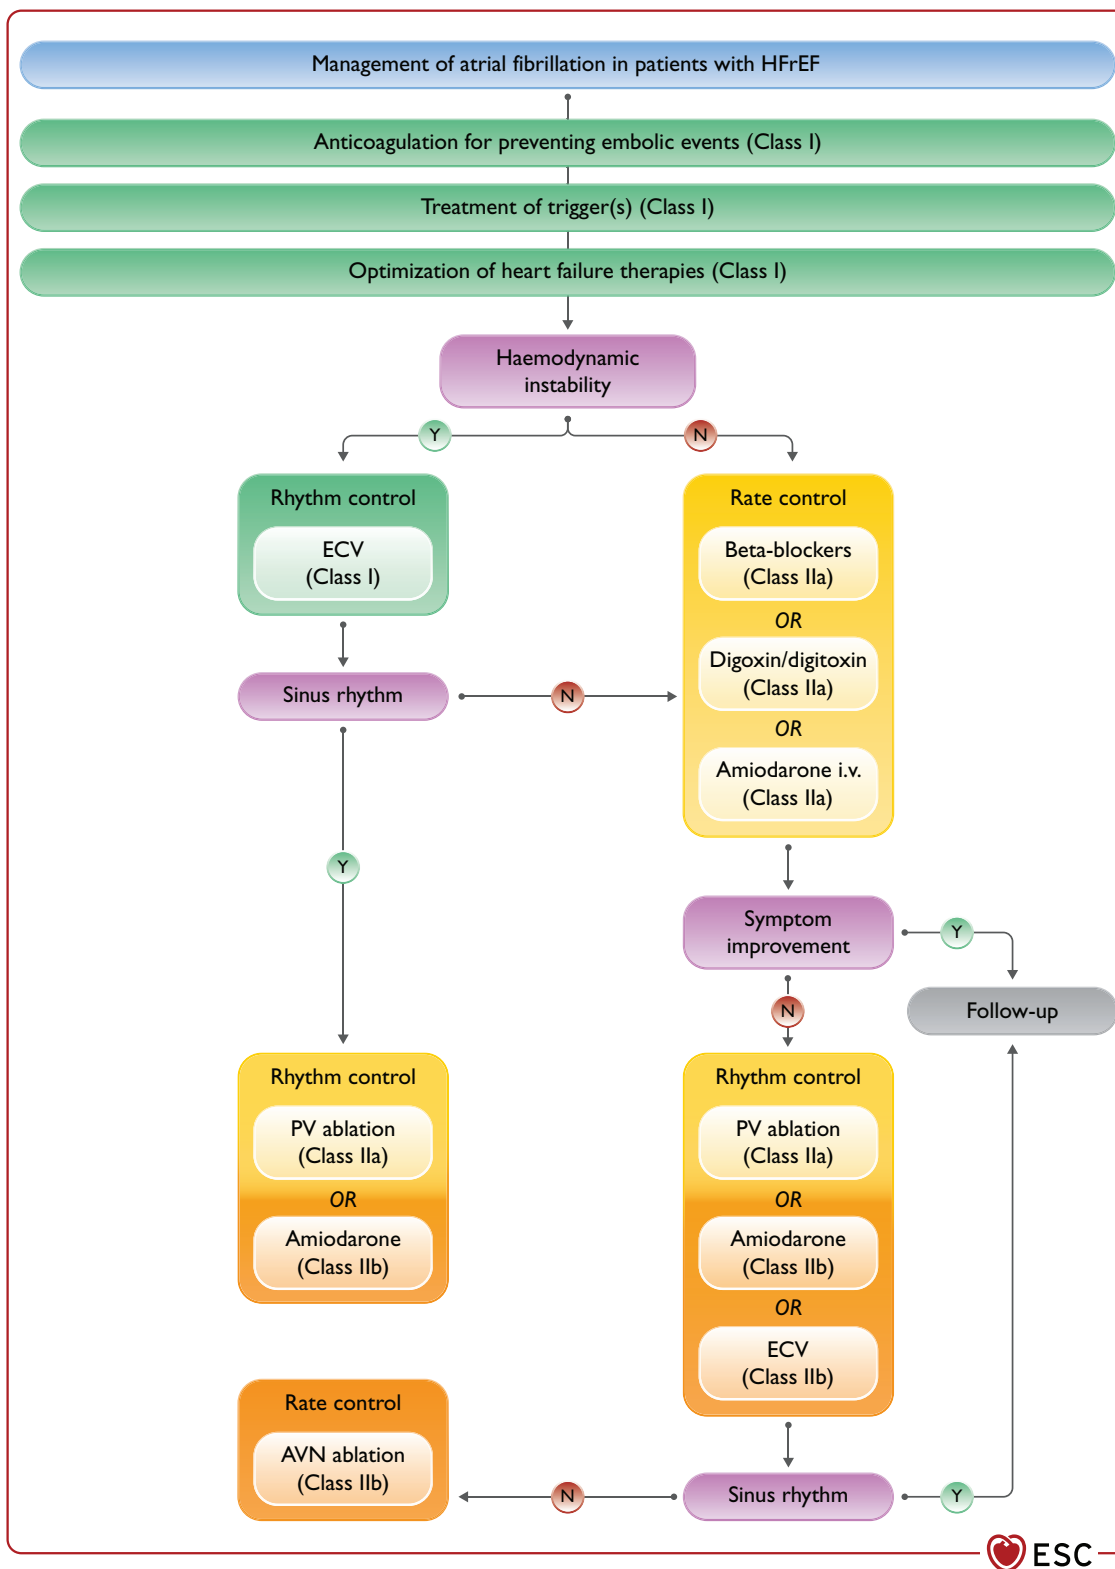 Management of atrial fibrillation in patients with HFrEF
Anticoagulation for preventing embolic events (Class I)
Treatment of trigger(s) (Class I)
Optimization of heart failure therapies (Class I)
Haemodynamic
instability
Y
N
Rhythm control
ECV
(Class I)
Rate control
Beta-blockers
(Class IIa)
OR
Digoxin/digitoxin
(Class IIa)
OR
Amiodarone i.v.
(Class IIa)
Sinus rhythm
N
Y
Symptom
improvement
Y
N
Follow-up
Rhythm control
PV ablation
(Class IIa)
OR
Amiodarone
(Class IIb)
Rhythm control
PV ablation
(Class IIa)
OR
Amiodarone
(Class IIb)
OR
ECV
(Class IIb)
Rate control
AVN ablation
(Class IIb)
N
Sinus rhythm
Y
ESC